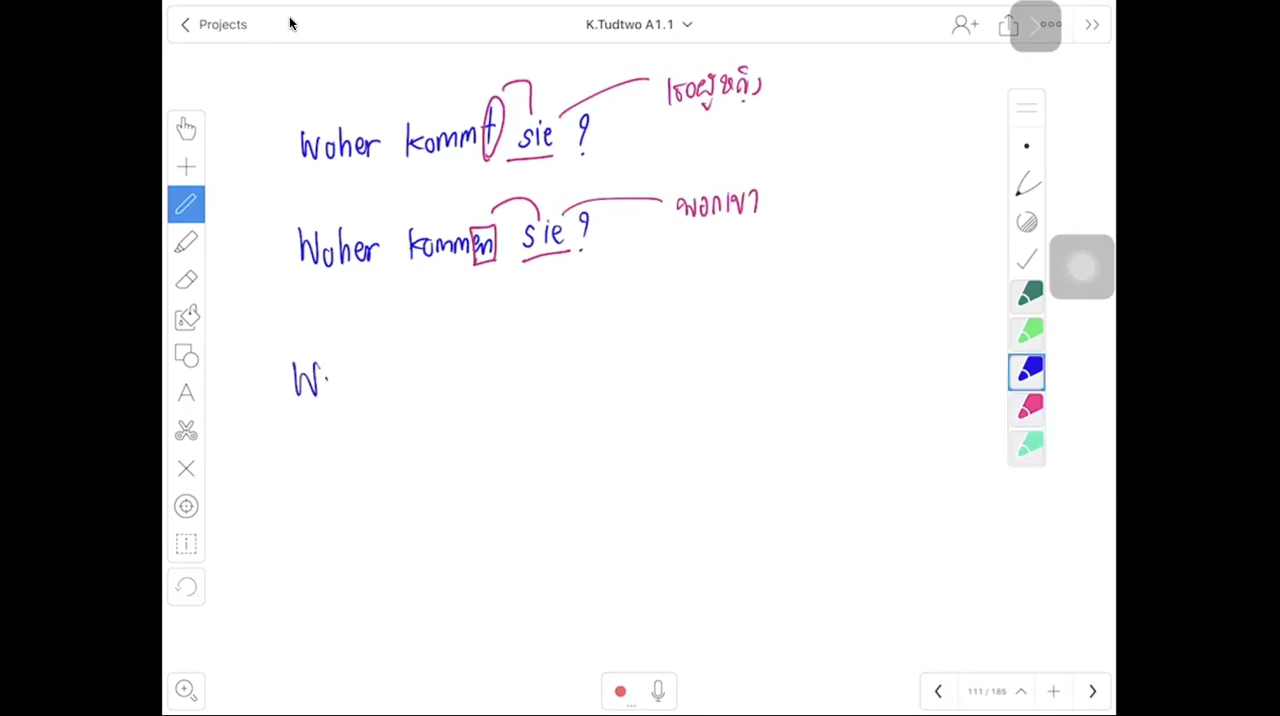 Projects
K.Tudtwo A1.1
Woher kommt sie ? เธอผู้หญิง
Woher kommen sie ? พวกเขา
W
A
111 / 185